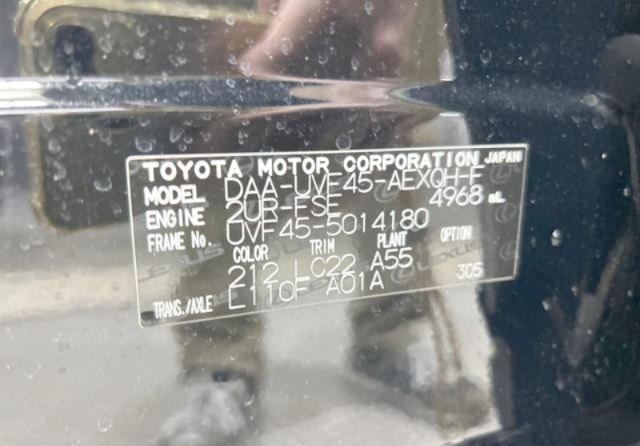 TOYOTA MOTOR CORPORATION JAPAN
MODEL DAA-UVF45-AEXQH-F
ENGINE 2UR-FSE 4968 mL
FRAME No. UVF45-5014180
COLOR TRIM PLANT OPTION
212 LC22 A55
TRANS./AXLE L110F A01A 305